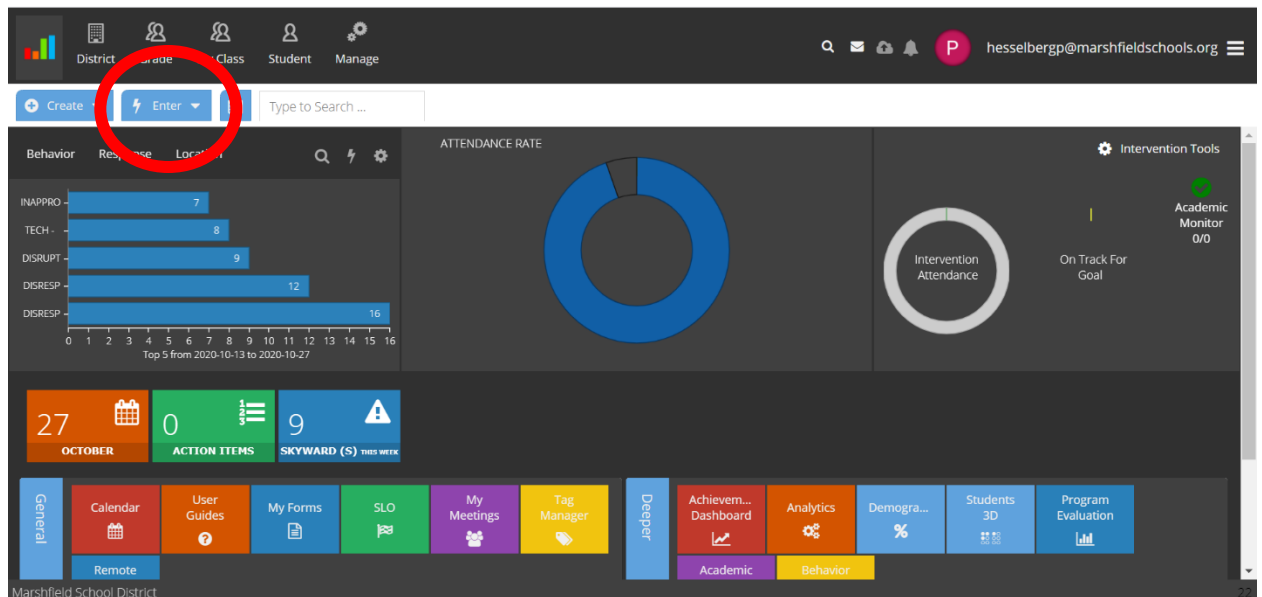 District
Grade
Class
Student
Manage
P
hesselbergp@marshfieldschools.org
Create
Enter
Type to Search ...
Behavior
Location
ATTENDANCE RATE
Intervention Tools
INAPPRO
7
TECH -
8
DISRUPT
9
DISRESP
12
DISRESP
16
0 1 2 3 4 5 6 7 8 9 10 11 12 13 14 15 16
Top 5 from 2020-10-13 to 2020-10-27
Intervention
Attendance
On Track For
Goal
Academic
Monitor
0/0
27
OCTOBER
0
1
2
3
ACTION ITEMS
9
SKYWARD (S) THIS WEEK
General
Calendar
User
Guides
My Forms
SLO
My
Meetings
Tag
Manager
Remote
Deeper
Achievem...
Dashboard
Analytics
Demogra...
Students
3D
Program
Evaluation
Academic
Behavior
Marshfield School District
22